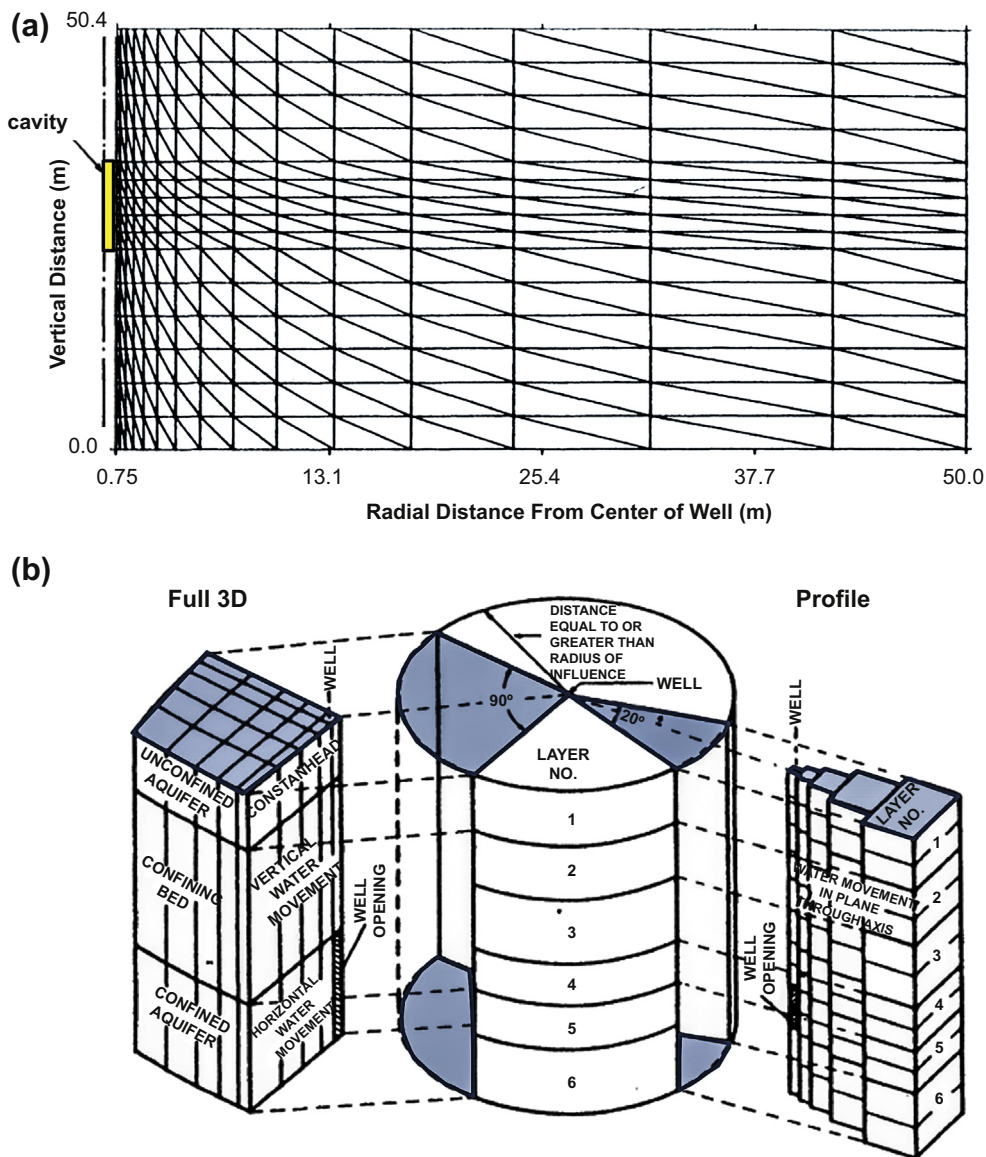 (a)
50.4
cavity
Vertical Distance (m)
0.0
0.75
13.1
25.4
37.7
50.0
Radial Distance From Center of Well (m)
(b)
Full 3D
Profile
DISTANCE
EQUAL TO OR
GREATER THAN
RADIUS OF
INFLUENCE
WELL
WELL
WELL
90º
20º
LAYER
NO.
1
2
3
4
5
6
UNCONFINED
AQUIFER
CONSTANHEAD
CONFINING
BED
VERTICAL
WATER
MOVEMENT
WELL
OPENING
CONFINED
AQUIFER
HORIZONTAL
WATER
MOVEMENT
LAYER
NO.
1
2
3
4
5
6
WATER MOVEMENT
IN PLANE
THROUGH AXIS
WELL
OPENING